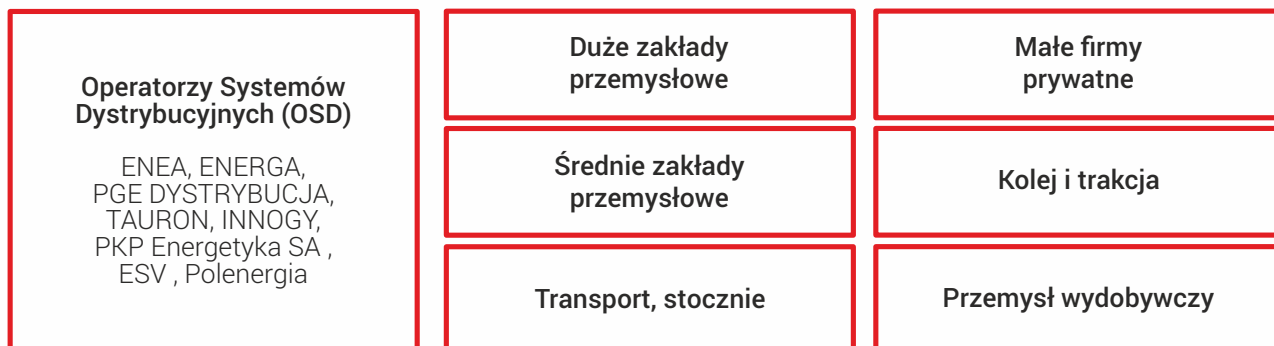 Operatorzy Systemów
Dystrybucyjnych (OSD)
ENEA, ENERGA,
PGE DYSTRYBUCJA,
TAURON, INNOGY,
PKP Energetyka SA ,
ESV , Polenergia
Duże zakłady
przemysłowe
Małe firmy
prywatne
Średnie zakłady
przemysłowe
Kolej i trakcja
Transport, stocznie
Przemysł wydobywczy